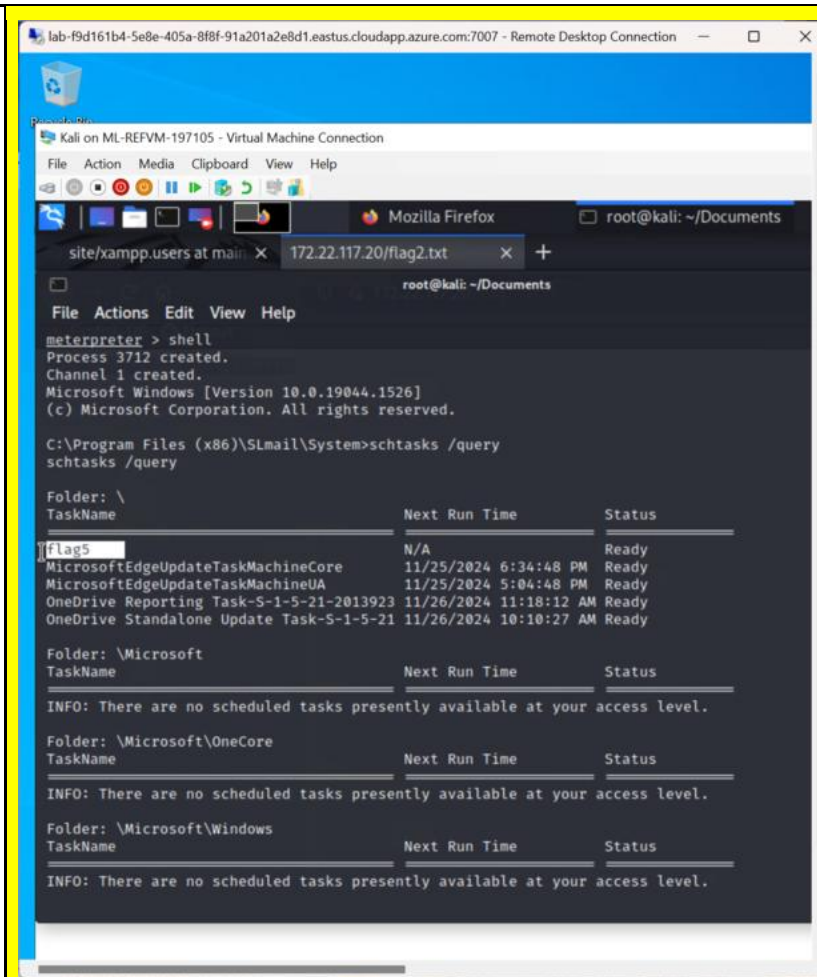 lab-f9d161b4-5e8e-405a-8f8f-91a201a2e8d1.eastus.cloudapp.azure.com:7007 - Remote Desktop Connection
Kali on ML-REFVM-197105 - Virtual Machine Connection
File Action Media Clipboard View Help
Mozilla Firefox root@kali: ~/Documents
site/xampp.users at main 172.22.117.20/flag2.txt
root@kali: ~/Documents
File Actions Edit View Help
meterpreter > shell
Process 3712 created.
Channel 1 created.
Microsoft Windows [Version 10.0.19044.1526]
(c) Microsoft Corporation. All rights reserved.
C:\Program Files (x86)\SLmail\System>schtasks /query
schtasks /query
Folder: \
TaskName Next Run Time Status
flag5 N/A Ready
MicrosoftEdgeUpdateTaskMachineCore 11/25/2024 6:34:48 PM Ready
MicrosoftEdgeUpdateTaskMachineUA 11/25/2024 5:04:48 PM Ready
OneDrive Reporting Task-S-1-5-21-2013923 11/26/2024 11:18:12 AM Ready
OneDrive Standalone Update Task-S-1-5-21 11/26/2024 10:10:27 AM Ready
Folder: \Microsoft
TaskName Next Run Time Status
INFO: There are no scheduled tasks presently available at your access level.
Folder: \Microsoft\OneCore
TaskName Next Run Time Status
INFO: There are no scheduled tasks presently available at your access level.
Folder: \Microsoft\Windows
TaskName Next Run Time Status
INFO: There are no scheduled tasks presently available at your access level.